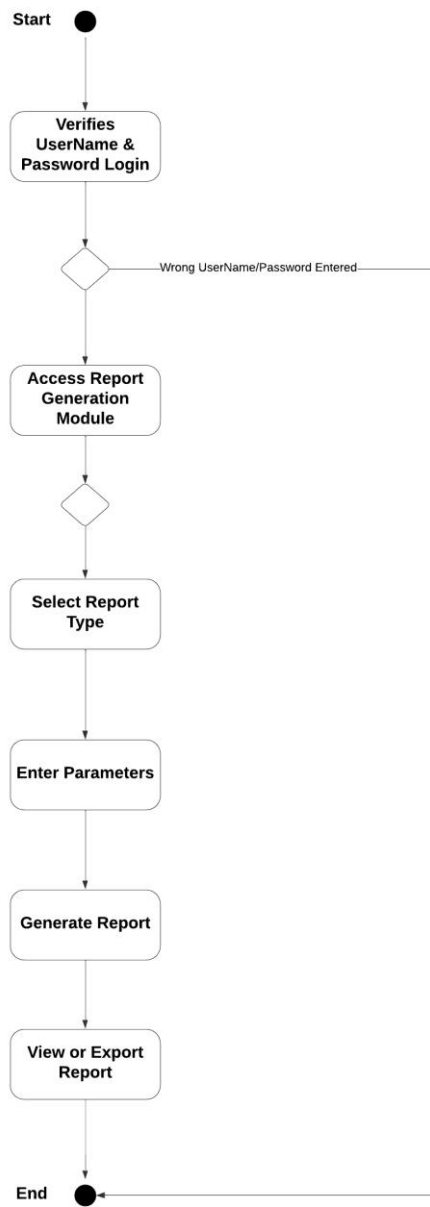 Start
Verifies
UserName &
Password Login
Wrong UserName/Password Entered
Access Report
Generation
Module
Select Report
Type
Enter Parameters
Generate Report
View or Export
Report
End